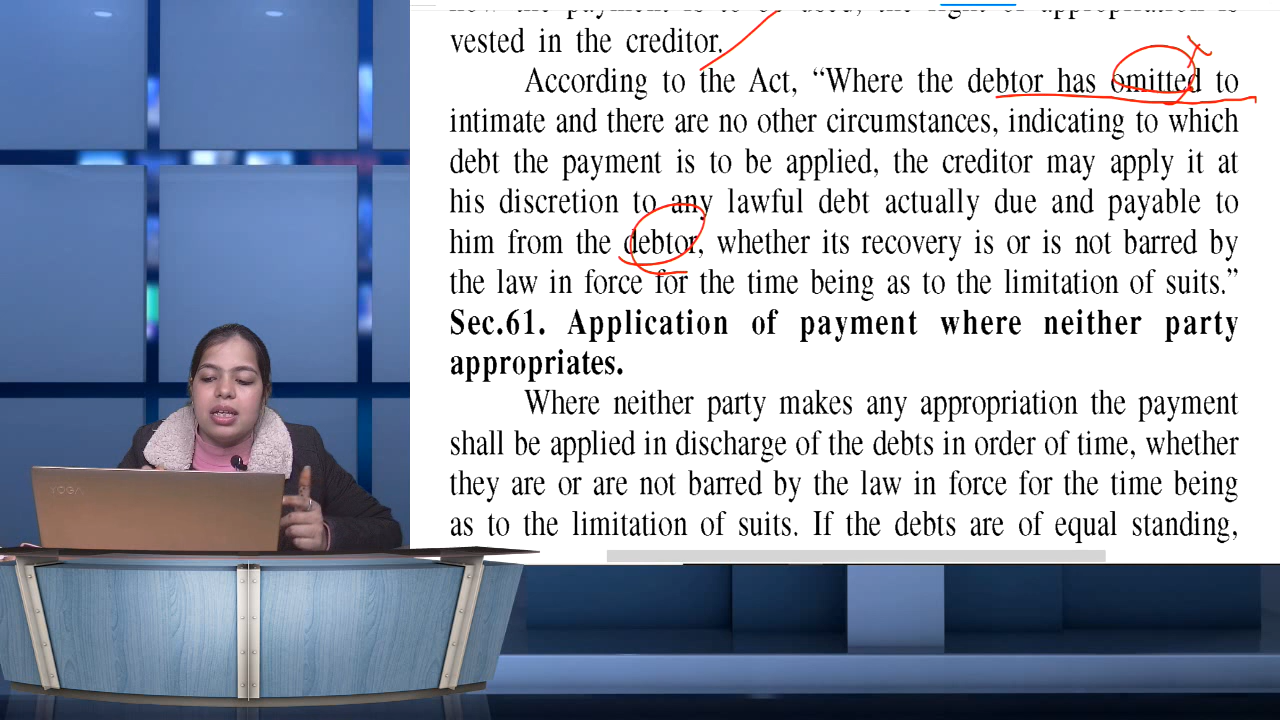 vested in the creditor.
According to the Act, “Where the debtor has omitted to
intimate and there are no other circumstances, indicating to which
debt the payment is to be applied, the creditor may apply it at
his discretion to any lawful debt actually due and payable to
him from the debtor, whether its recovery is or is not barred by
the law in force for the time being as to the limitation of suits.”
Sec.61. Application of payment where neither party
appropriates.
Where neither party makes any appropriation the payment
shall be applied in discharge of the debts in order of time, whether
they are or are not barred by the law in force for the time being
as to the limitation of suits. If the debts are of equal standing,
YOGA